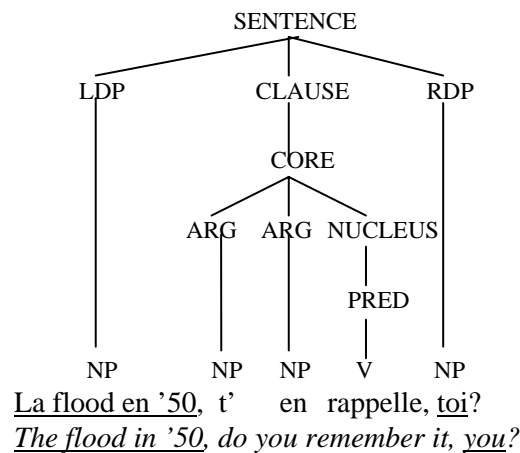 SENTENCE
LDP CLAUSE RDP
CORE
ARG ARG NUCLEUS
PRED
NP NP NP V NP
La flood en ’50, t' en rappelle, toi?
The flood in ’50, do you remember it, you?